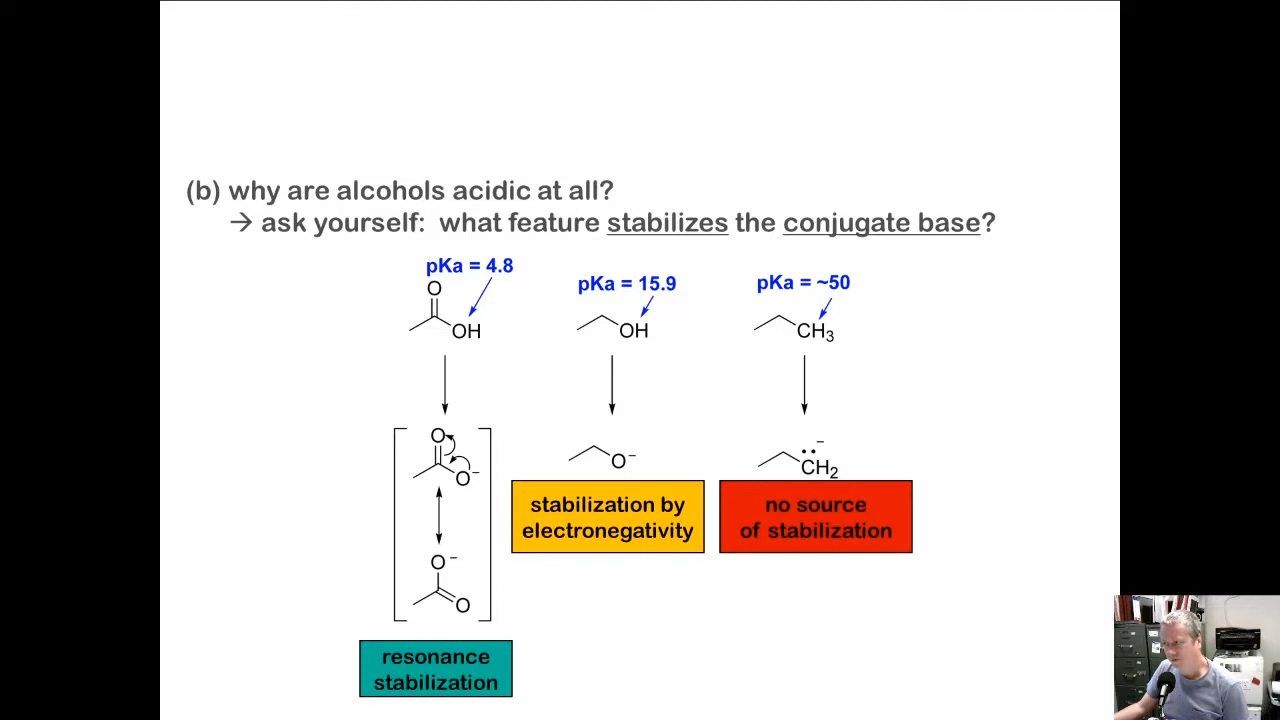 (b) why are alcohols acidic at all?
→ ask yourself: what feature stabilizes the conjugate base?
pKa = 4.8
pKa = 15.9
pKa = ~50
O
OH
OH
CH₃
O
O⁻
O⁻
CH₂⁻
stabilization by
electronegativity
no source
of stabilization
O⁻
O
resonance
stabilization